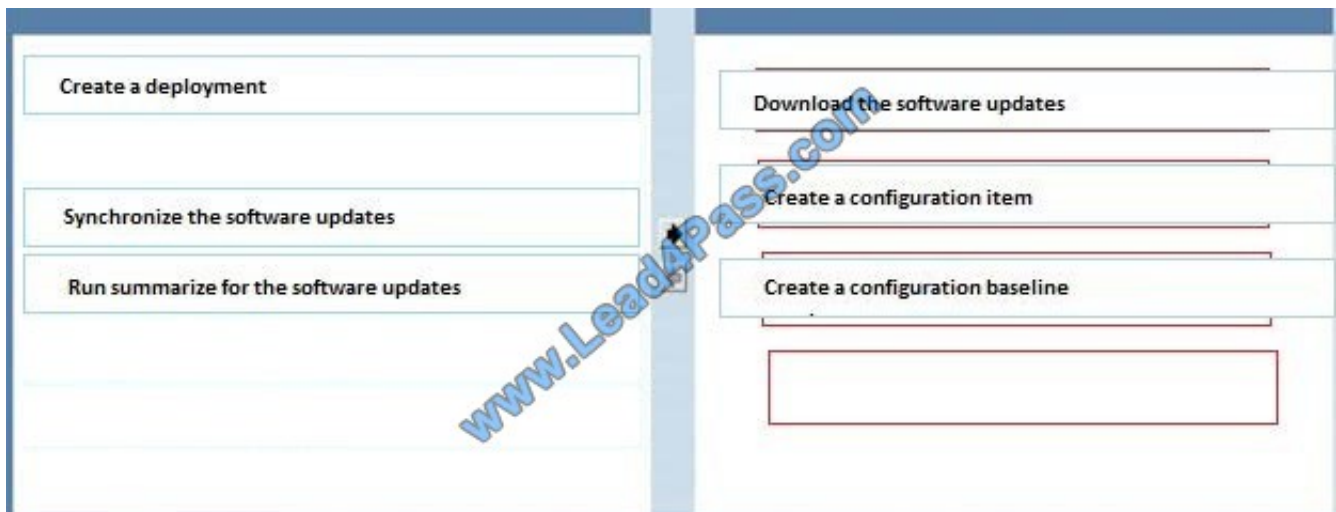 Create a deployment
Synchronize the software updates
Run summarize for the software updates
Download the software updates
Create a configuration item
Create a configuration baseline
www.Lead4Pass.com